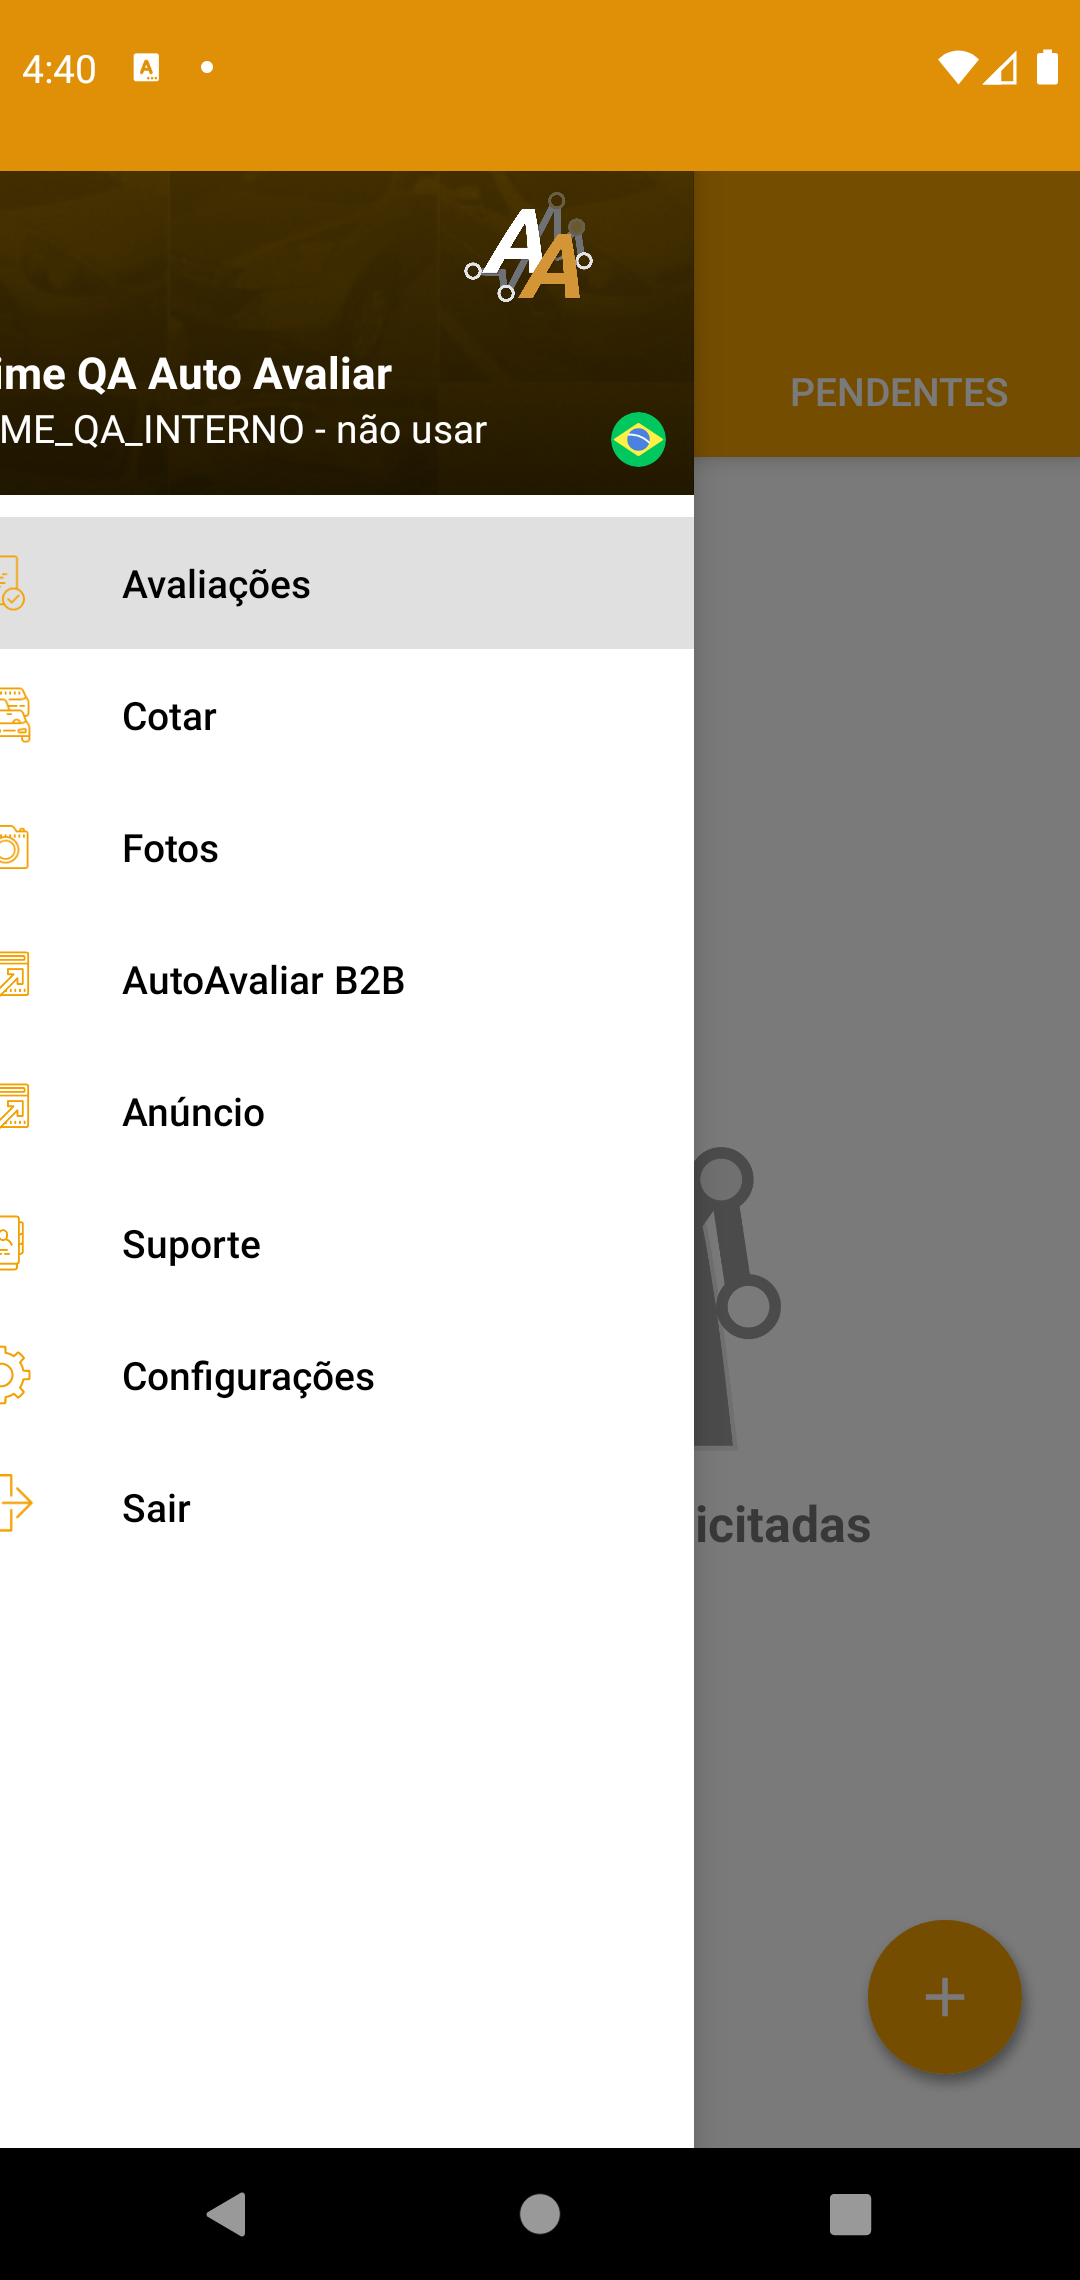 4:40
AA
ime QA Auto Avaliar
ME_QA_INTERNO - não usar
PENDENTES
Avaliações
Cotar
Fotos
AutoAvaliar B2B
Anúncio
Suporte
Configurações
icitadas
Sair